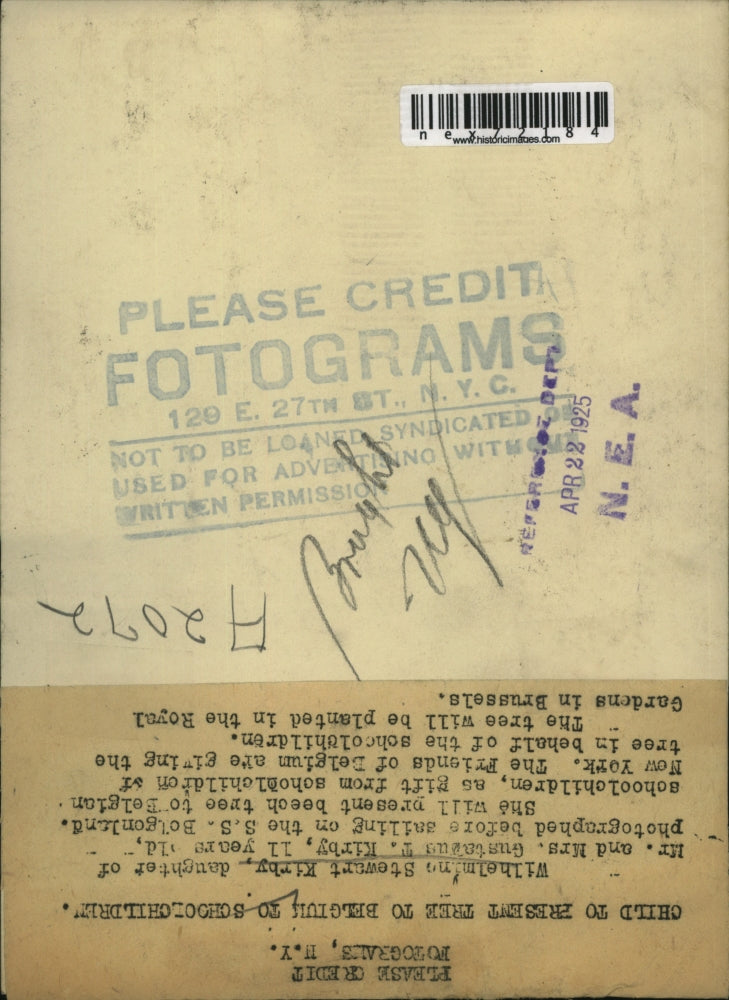 nex72184
www.historicimages.com
PLEASE CREDIT
FOTOGRAMS
129 E. 27TH ST., N. Y. C.
NOT TO BE LOANED, SYNDICATED OR
USED FOR ADVERTISING WITHOUT
WRITTEN PERMISSION
REFERENCE DEPT.
APR 22 1925
N. E. A.
PLEASE CREDIT
FOTOGRAMS, N.Y.
CHILD TO PRESENT TREE TO BELGIUM TO SCHOOLCHILDREN.
Wilhelmina Stewart Kirby, daughter of
Mr. and Mrs. Gustavus T. Kirby, 11 years old,
photographed before sailing on the S.S. Belgenland.
She will present beech tree to Belgian
schoolchildren, as gift from schoolchildren of
New York. The Friends of Belgium are giving the
tree in behalf of the schoolchildren.
The tree will be planted in the Royal
Gardens in Brussels.